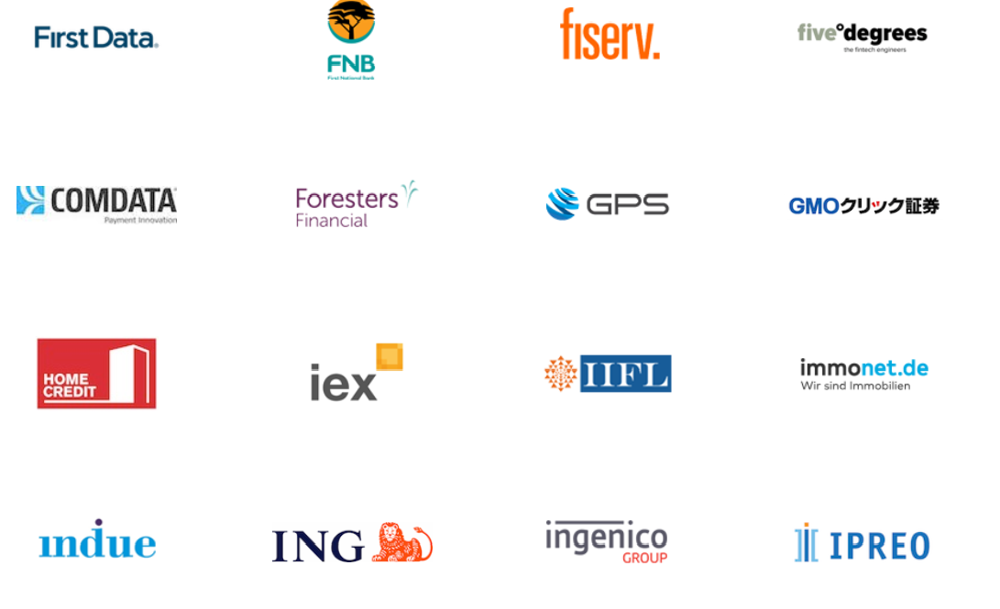 First Data®
FNB
First National Bank
fiserv.
five°degrees
the fintech engineers
COMDATA
Payment Innovation
Foresters
Financial
GPS
GMOクリック証券
HOME
CREDIT
iex
IIFL
immonet.de
Wir sind Immobilien
indue
ING
ingenico
GROUP
IPREO